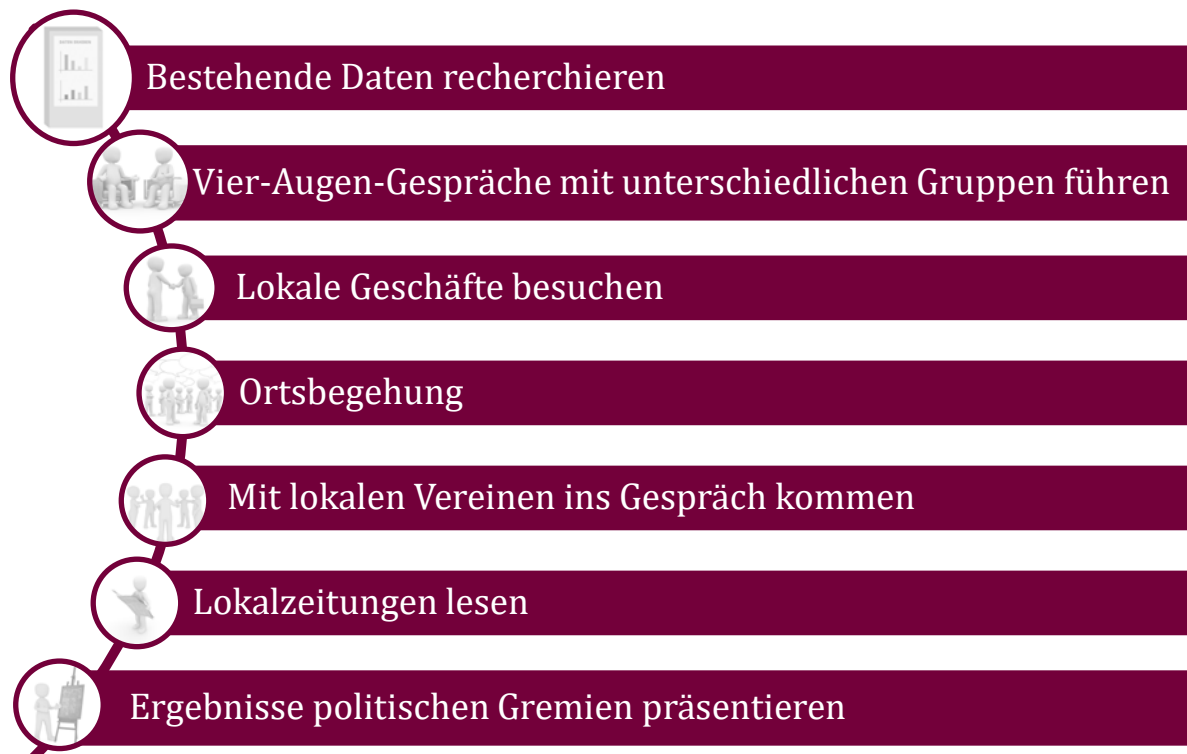 Bestehende Daten recherchieren
Vier-Augen-Gespräche mit unterschiedlichen Gruppen führen
Lokale Geschäfte besuchen
Ortsbegehung
Mit lokalen Vereinen ins Gespräch kommen
Lokalzeitungen lesen
Ergebnisse politischen Gremien präsentieren